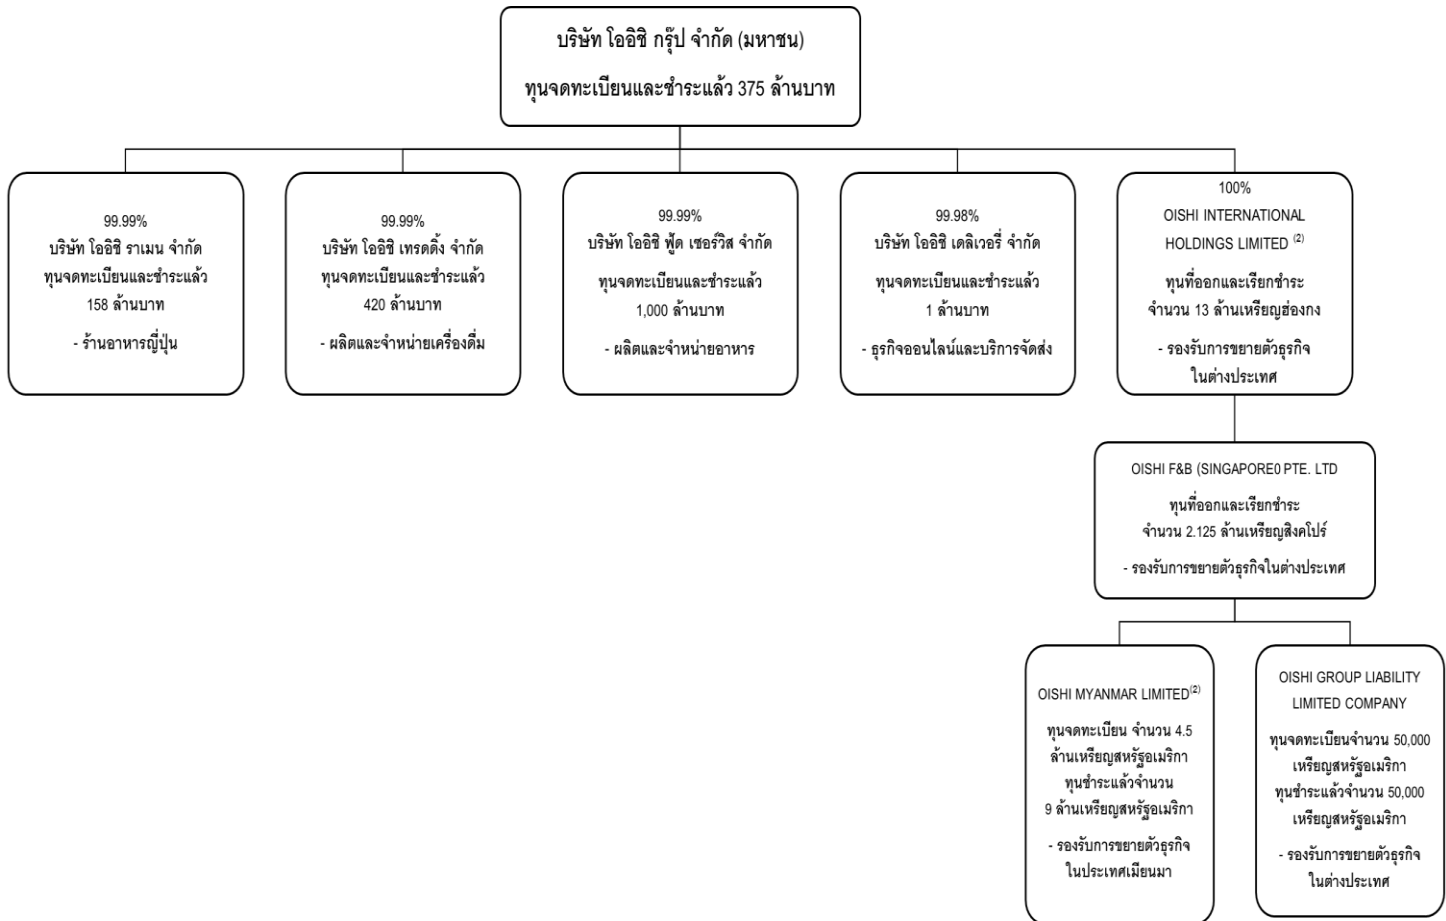 บริษัท โออิชิ กรุ๊ป จำกัด (มหาชน)
ทุนจดทะเบียนและชำระแล้ว 375 ล้านบาท
99.99%
บริษัท โออิชิ ราเมน จำกัด
ทุนจดทะเบียนและชำระแล้ว
158 ล้านบาท
- ร้านอาหารญี่ปุ่น
99.99%
บริษัท โออิชิ เทรดดิ้ง จำกัด
ทุนจดทะเบียนและชำระแล้ว
420 ล้านบาท
- ผลิตและจำหน่ายเครื่องดื่ม
99.99%
บริษัท โออิชิ ฟู้ด เซอร์วิส จำกัด
ทุนจดทะเบียนและชำระแล้ว
1,000 ล้านบาท
- ผลิตและจำหน่ายอาหาร
99.98%
บริษัท โออิชิ เดลิเวอรี่ จำกัด
ทุนจดทะเบียนและชำระแล้ว
1 ล้านบาท
- ธุรกิจออนไลน์และบริการจัดส่ง
100%
OISHI INTERNATIONAL
HOLDINGS LIMITED (2)
ทุนที่ออกและเรียกชำระ
จำนวน 13 ล้านเหรียญฮ่องกง
- รองรับการขยายตัวธุรกิจ
ในต่างประเทศ
OISHI F&B (SINGAPORE0 PTE. LTD
ทุนที่ออกและเรียกชำระ
จำนวน 2.125 ล้านเหรียญสิงคโปร์
- รองรับการขยายตัวธุรกิจในต่างประเทศ
OISHI MYANMAR LIMITED(2)
ทุนจดทะเบียน จำนวน 4.5
ล้านเหรียญสหรัฐอเมริกา
ทุนชำระแล้วจำนวน
9 ล้านเหรียญสหรัฐอเมริกา
- รองรับการขยายตัวธุรกิจ
ในประเทศเมียนมา
OISHI GROUP LIABILITY
LIMITED COMPANY
ทุนจดทะเบียนจำนวน 50,000
เหรียญสหรัฐอเมริกา
ทุนชำระแล้วจำนวน 50,000
เหรียญสหรัฐอเมริกา
- รองรับการขยายตัวธุรกิจ
ในต่างประเทศ